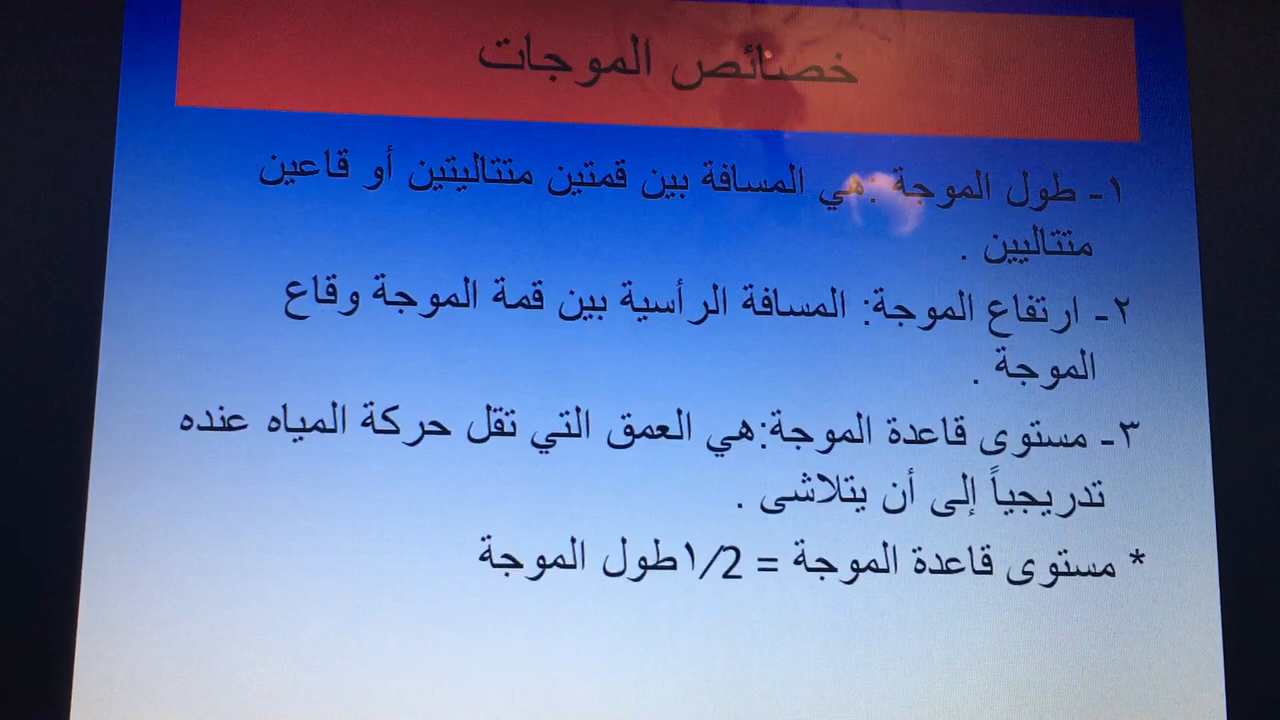 خصائص الموجات
١- طول الموجة :هي المسافة بين قمتين متتاليتين أو قاعين
متتاليين .
٢- ارتفاع الموجة: المسافة الرأسية بين قمة الموجة وقاع
الموجة .
٣- مستوى قاعدة الموجة:هي العمق التي تقل حركة المياه عنده
تدريجياً إلى أن يتلاشى .
* مستوى قاعدة الموجة = ١/2طول الموجة